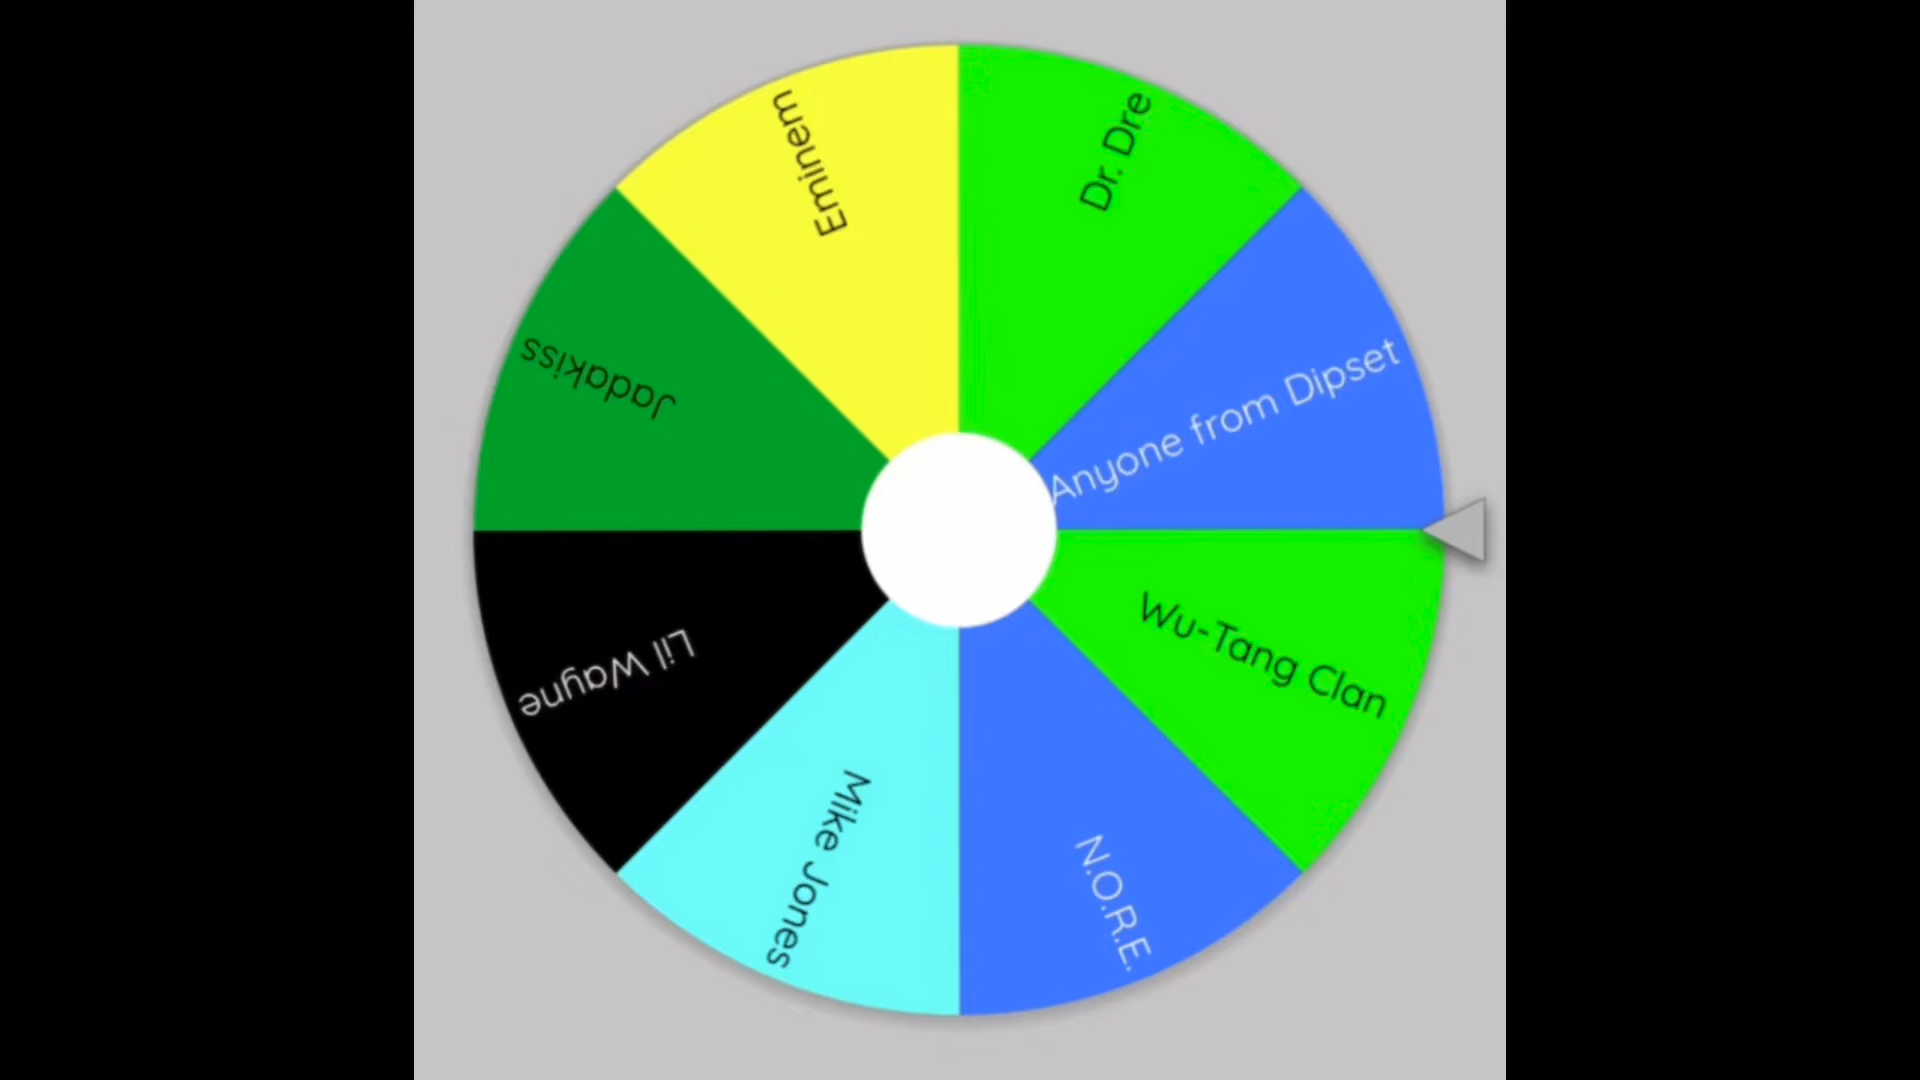 Eminem
Dr. Dre
Anyone from Dipset
Wu-Tang Clan
N.O.R.E.
Mike Jones
Lil Wayne
Jadakiss